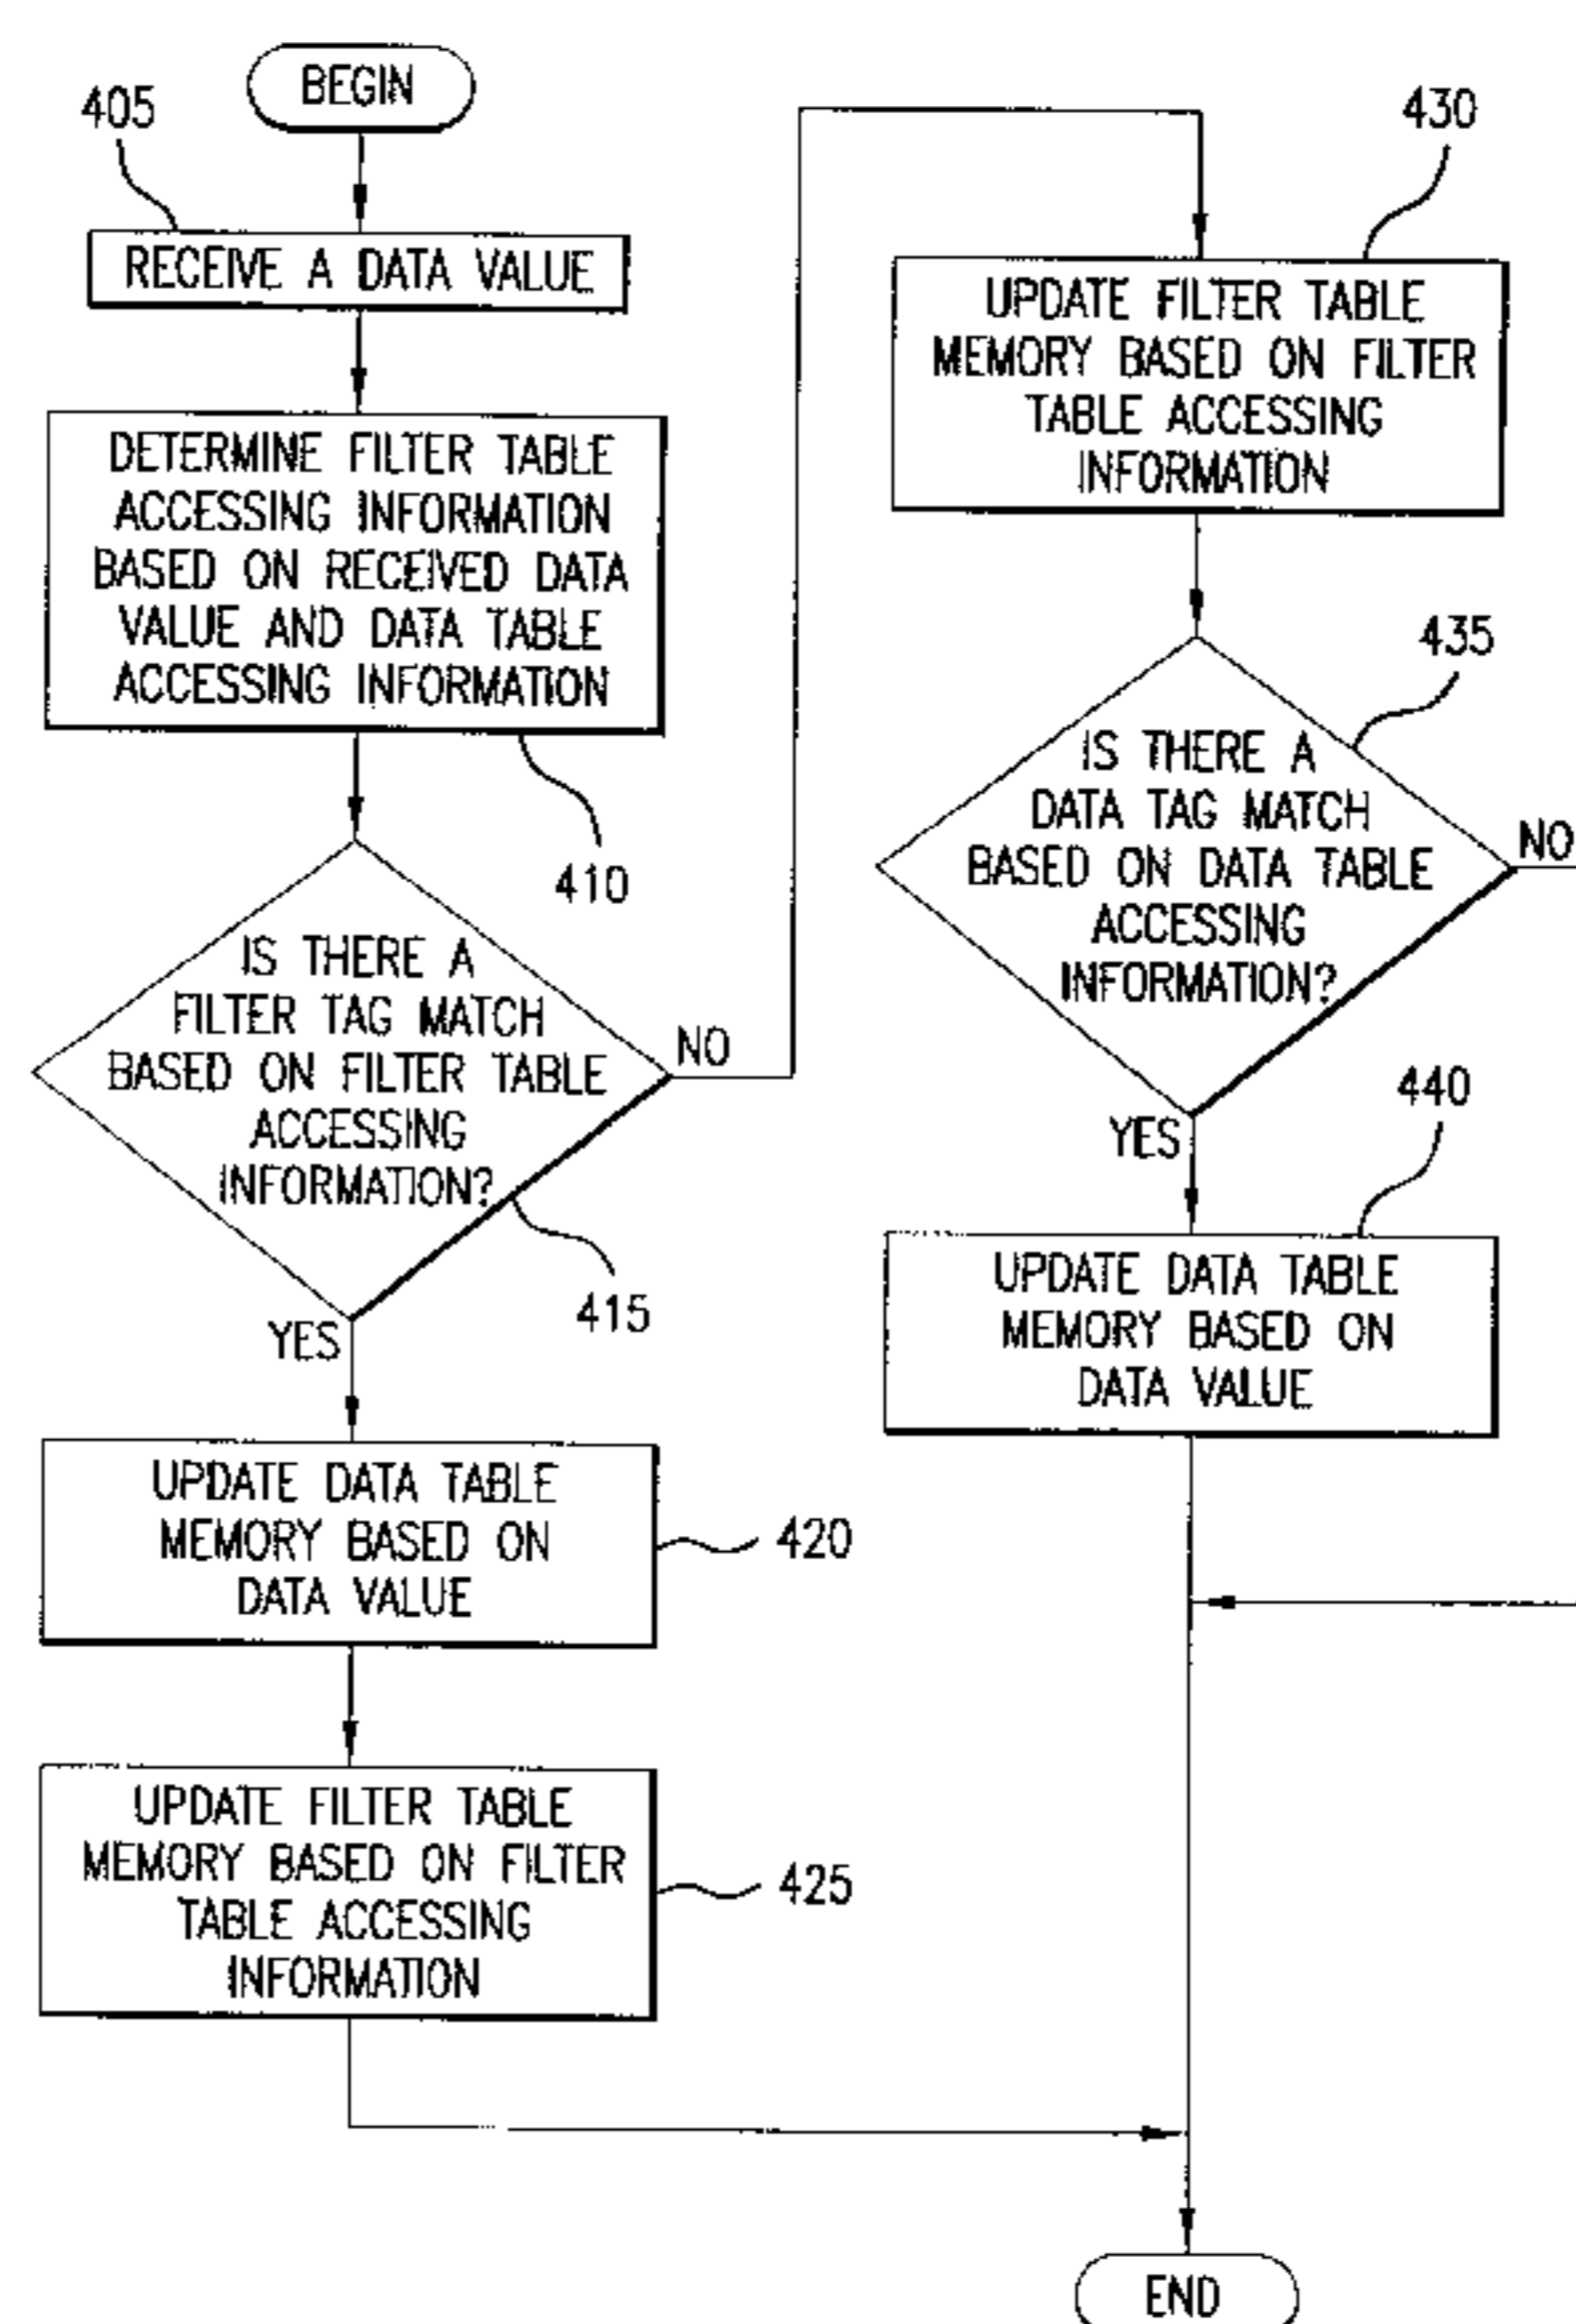 BEGIN
405
RECEIVE A DATA VALUE
DETERMINE FILTER TABLE
ACCESSING INFORMATION
BASED ON RECEIVED DATA
VALUE AND DATA TABLE
ACCESSING INFORMATION
410
IS THERE A
FILTER TAG MATCH
BASED ON FILTER TABLE
ACCESSING
INFORMATION?
NO
415
YES
UPDATE DATA TABLE
MEMORY BASED ON
DATA VALUE
420
UPDATE FILTER TABLE
MEMORY BASED ON FILTER
TABLE ACCESSING
INFORMATION
425
430
UPDATE FILTER TABLE
MEMORY BASED ON FILTER
TABLE ACCESSING
INFORMATION
435
IS THERE A
DATA TAG MATCH
BASED ON DATA TABLE
ACCESSING
INFORMATION?
NO
YES
440
UPDATE DATA TABLE
MEMORY BASED ON
DATA VALUE
END